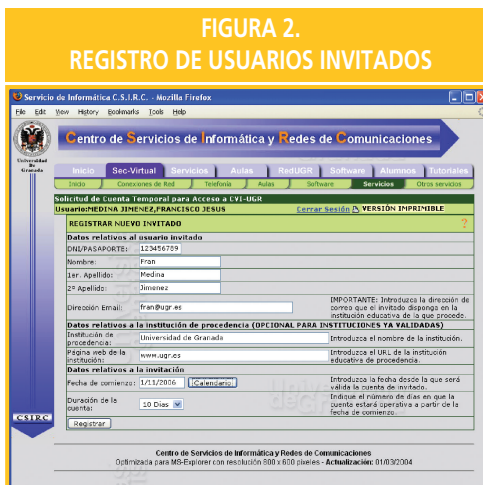 FIGURA 2.
REGISTRO DE USUARIOS INVITADOS
Servicio de Informática C.S.I.R.C. - Mozilla Firefox
File Edit View History Bookmarks Tools Help
Centro de Servicios de Informática y Redes de Comunicaciones
Universidad
De
Granada
Inicio Sec-Virtual Servicios Aulas RedUGR Software Alumnos Tutoriales
Inicio Conexiones de Red Telefonía Aulas Software Servicios Otros servicios
Solicitud de Cuenta Temporal para Acceso a CVI-UGR
Usuario:MEDINA JIMENEZ,FRANCISCO JESUS Cerrar Sesión VERSIÓN IMPRIMIBLE
REGISTRAR NUEVO INVITADO ?
Datos relativos al usuario invitado
DNI/PASAPORTE: 123456789
Nombre: Fran
1er. Apellido: Medina
2º Apellido: Jimenez
Dirección Email: fran@ugr.es IMPORTANTE: Introduzca la dirección de
correo que el invitado disponga en la
institución educativa de la que procede.
Datos relativos a la institución de procedencia (OPCIONAL PARA INSTITUCIONES YA VALIDADAS)
Institución de
procedencia: Universidad de Granada Introduzca el nombre de la institución.
Página web de la
institución: www.ugr.es Introduzca el URL de la institución
educativa de procedencia.
Datos relativos a la invitación
Fecha de comienzo: 1/11/2006 Calendario Introduzca la fecha desde la que será
válida la cuenta de invitado.
Duración de la
cuenta: 10 Dias Indique el número de días en que la
cuenta estará operativa a partir de la
fecha de comienzo.
Registrar
CSIRC
Centro de Servicios de Informática y Redes de Comunicaciones
Optimizada para MS-Explorer con resolución 800 x 600 píxeles - Actualización: 01/03/2004